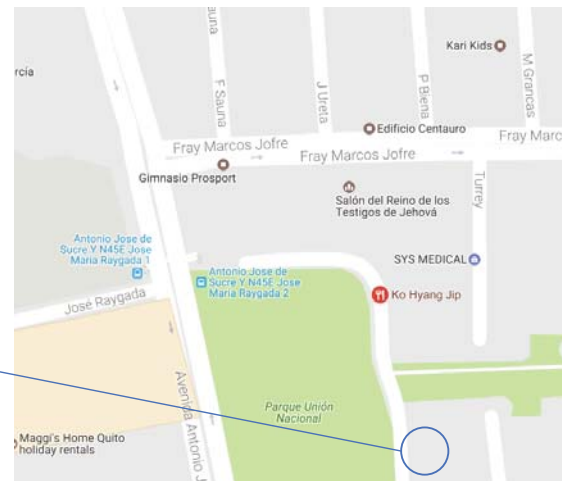 auna
F Sauna
J Ureta
P Biena
Kari Kids
M Grancas
rcía
Fray Marcos Jofre
Edificio Centauro
Fray Marc
Fray Marcos Jofre
Gimnasio Prosport
Salón del Reino de los
Testigos de Jehová
Turrey
Antonio Jose de
Sucre Y N45E Jose
Maria Raygada 1
SYS MEDICAL
Antonio Jose de
Sucre Y N45E Jose
Maria Raygada 2
Ko Hyang Jip
José Raygada
Avenida Antonio J
Parque Unión
Nacional
Maggi's Home Quito
holiday rentals